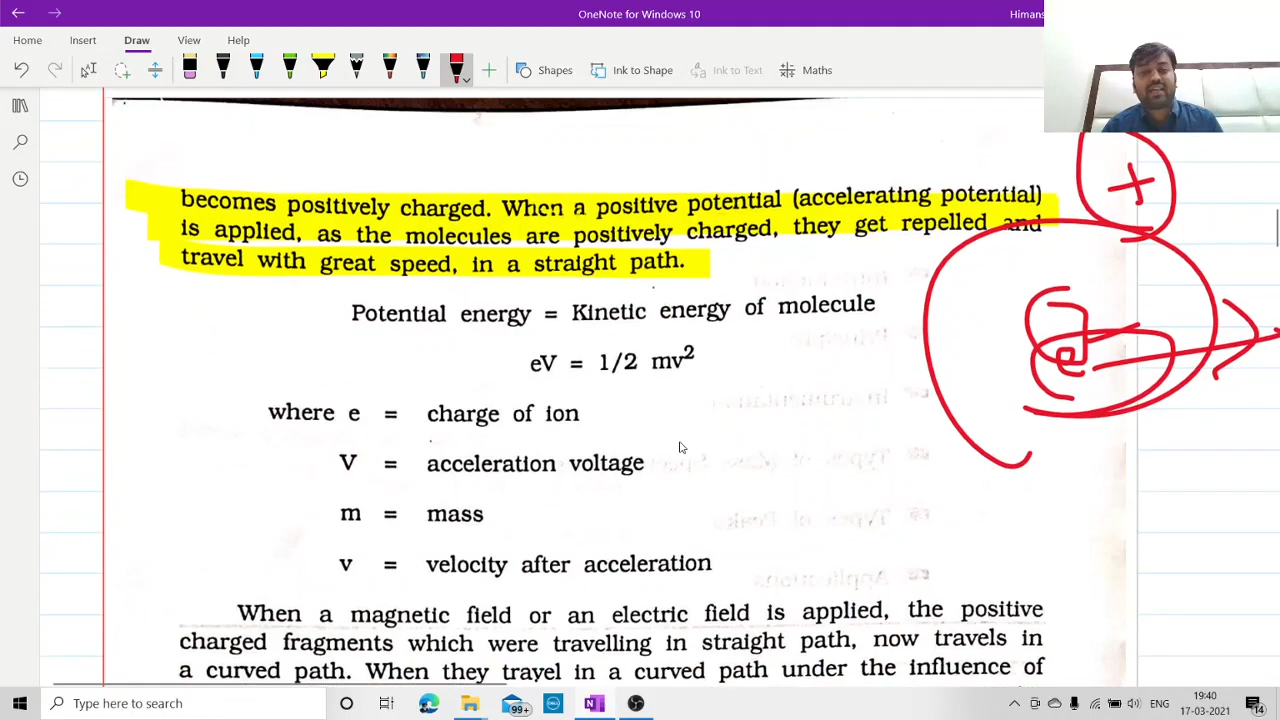 OneNote for Windows 10
Himans
Home Insert Draw View Help
Shapes Ink to Shape Ink to Text Maths
+
becomes positively charged. When a positive potential (accelerating potential)
is applied, as the molecules are positively charged, they get repelled and
travel with great speed, in a straight path.
Potential energy = Kinetic energy of molecule
eV = 1/2 mv²
where e = charge of ion
V = acceleration voltage
m = mass
v = velocity after acceleration
When a magnetic field or an electric field is applied, the positive
charged fragments which were travelling in straight path, now travels in
a curved path. When they travel in a curved path under the influence of
Type here to search
99+
DELL
ENG
19:40
17-03-2021
14